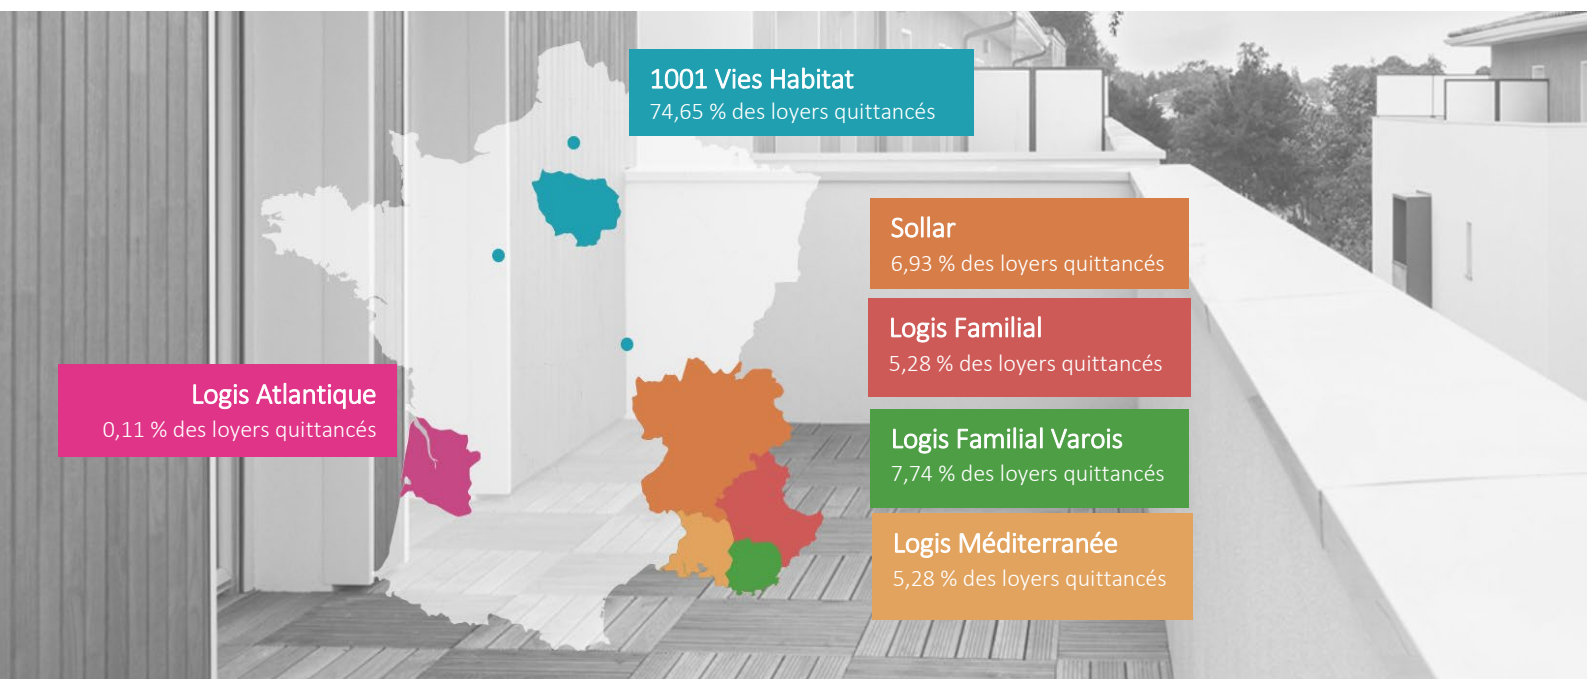 1001 Vies Habitat
74,65 % des loyers quittancés
Sollar
6,93 % des loyers quittancés
Logis Familial
5,28 % des loyers quittancés
Logis Atlantique
0,11 % des loyers quittancés
Logis Familial Varois
7,74 % des loyers quittancés
Logis Méditerranée
5,28 % des loyers quittancés